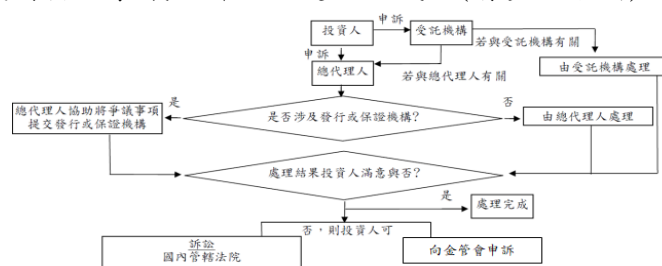 投資人
申訴
受託機構
申訴
若與受託機構有關
總代理人
若與總代理人有關
由受託機構處理
總代理人協助將爭議事項
提交發行或保證機構
是
是否涉及發行或保證機構?
否
由總代理人處理
處理結果投資人滿意與否?
是
處理完成
否,則投資人可
訴訟
國內管轄法院
向金管會申訴